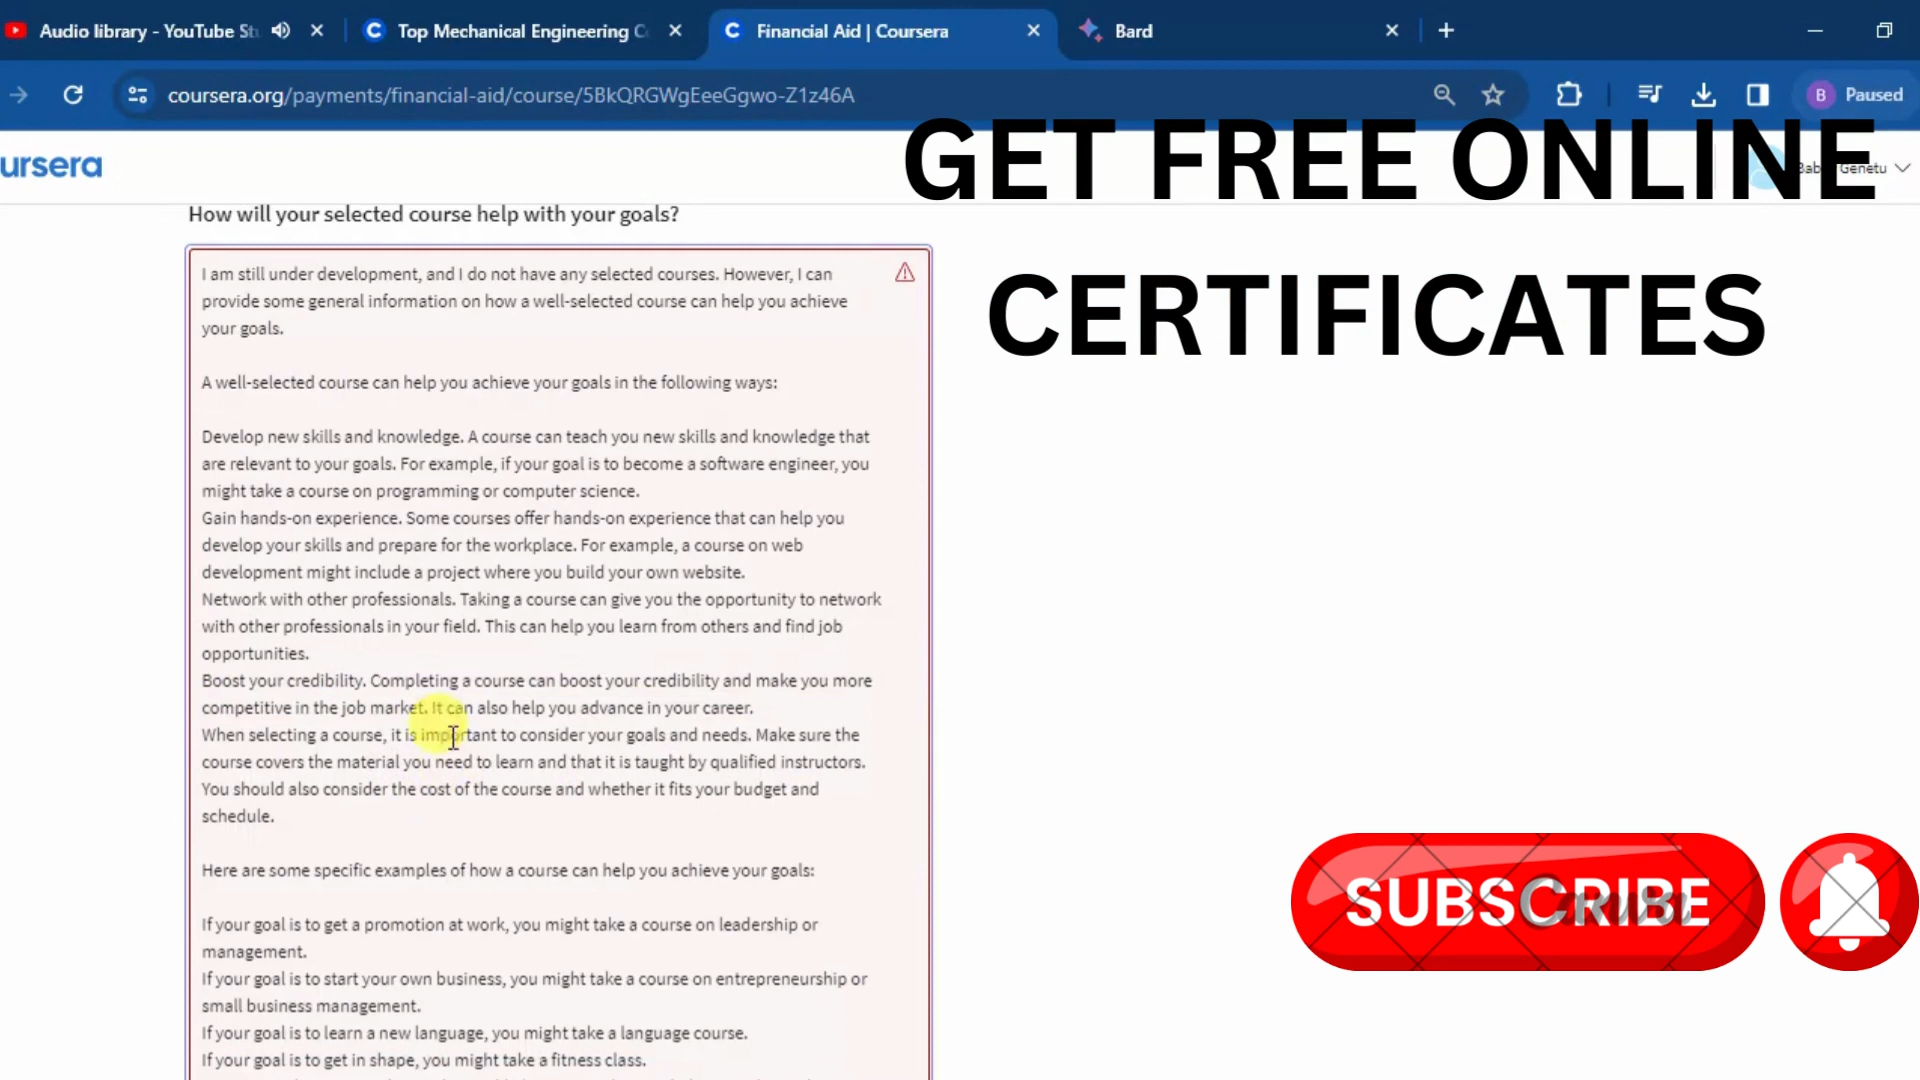 Audio library - YouTube St
Top Mechanical Engineering C
Financial Aid | Coursera
Bard
coursera.org/payments/financial-aid/course/5BkQRGWgEeeGgwo-Z1z46A
B Paused
GET FREE ONLINE
ursera
Genetu
How will your selected course help with your goals?
CERTIFICATES
I am still under development, and I do not have any selected courses. However, I can
provide some general information on how a well-selected course can help you achieve
your goals.
A well-selected course can help you achieve your goals in the following ways:
Develop new skills and knowledge. A course can teach you new skills and knowledge that
are relevant to your goals. For example, if your goal is to become a software engineer, you
might take a course on programming or computer science.
Gain hands-on experience. Some courses offer hands-on experience that can help you
develop your skills and prepare for the workplace. For example, a course on web
development might include a project where you build your own website.
Network with other professionals. Taking a course can give you the opportunity to network
with other professionals in your field. This can help you learn from others and find job
opportunities.
Boost your credibility. Completing a course can boost your credibility and make you more
competitive in the job market. It can also help you advance in your career.
When selecting a course, it is important to consider your goals and needs. Make sure the
course covers the material you need to learn and that it is taught by qualified instructors.
You should also consider the cost of the course and whether it fits your budget and
schedule.
Here are some specific examples of how a course can help you achieve your goals:
If your goal is to get a promotion at work, you might take a course on leadership or
management.
If your goal is to start your own business, you might take a course on entrepreneurship or
small business management.
If your goal is to learn a new language, you might take a language course.
If your goal is to get in shape, you might take a fitness class.
SUBSCRIBE
Canva